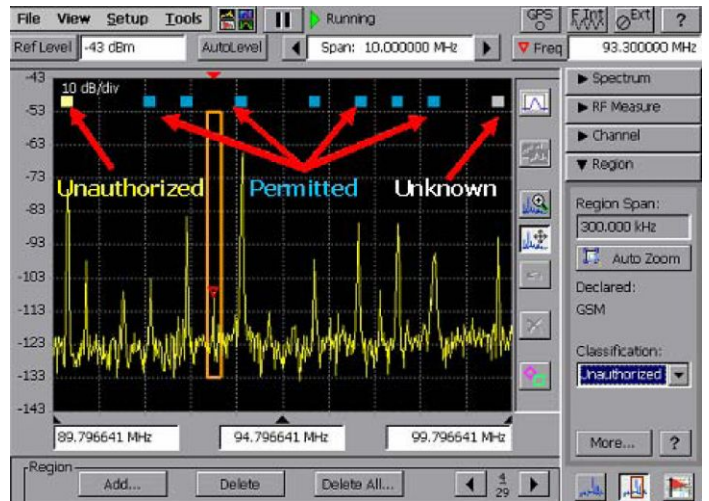 File View Setup Tools Running GPS F.Int Ext ?
Ref Level -43 dBm AutoLevel Span: 10.000000 MHz Freq 93.300000 MHz
-43
10 dB/div
-53
-63
-73
-83
-93
-103
-113
-123
-133
-143
Unauthorized Permitted Unknown
89.796641 MHz 94.796641 MHz 99.796641 MHz
Region
Add... Delete Delete All... 4 29
Spectrum
RF Measure
Channel
Region
Region Span:
300.000 kHz
Auto Zoom
Declared:
GSM
Classification:
Unauthorized
More... ?